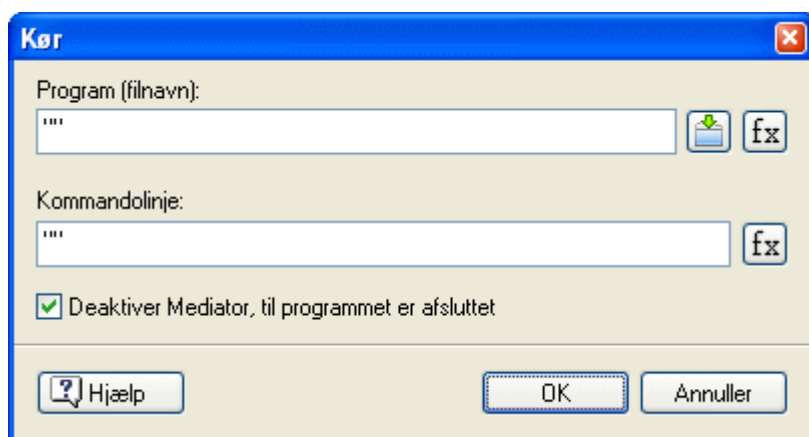 Kør
Program (filnavn):
""
fx
Kommandolinje:
""
fx
Deaktiver Mediator, til programmet er afsluttet
Hjælp
OK
Annuller